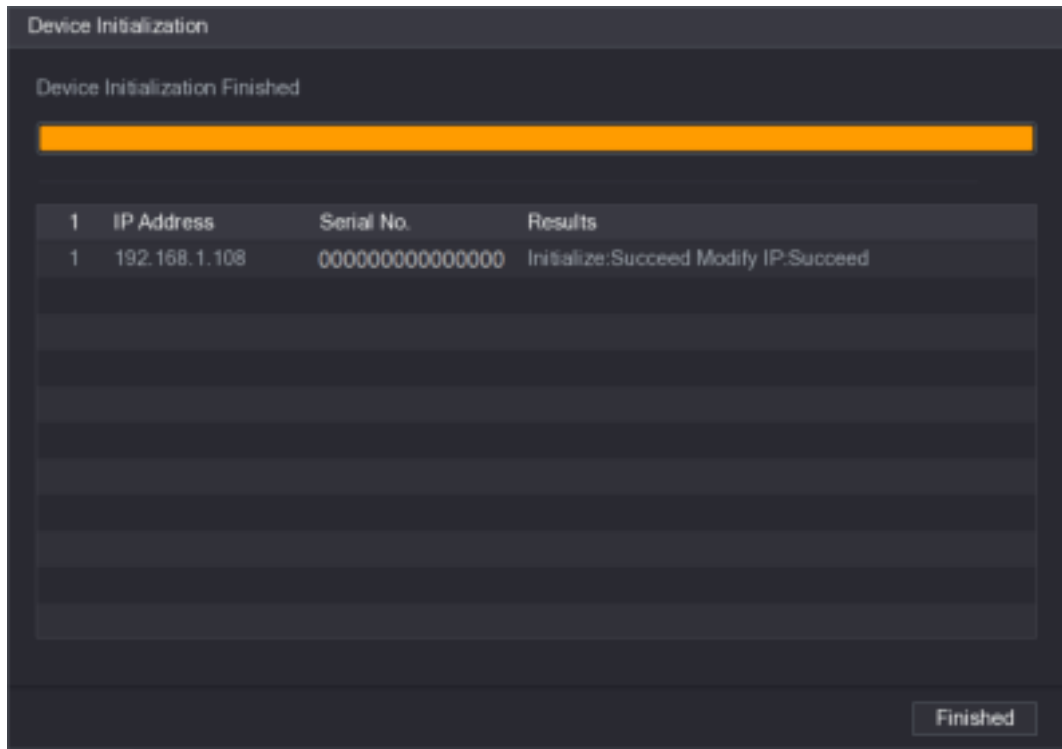 Device Initialization
Device Initialization Finished
1 IP Address Serial No. Results
1 192.168.1.108 000000000000000 Initialize:Succeed Modify IP:Succeed
Finished